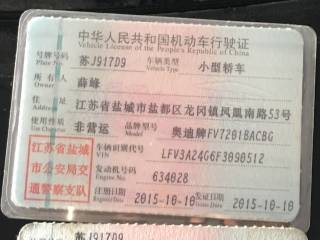 中华人民共和国机动车行驶证
Vehicle License of the People's Republic of China
号牌号码 苏J917D9 车辆类型 小型轿车
Plate No. Vehicle Type
所有人 薛峰
Owner
住址 江苏省盐城市盐都区龙冈镇凤凰南路53号
Address
使用性质 非营运 品牌型号 奥迪牌FV7201BACBG
Use Character Model
江苏省盐城 车辆识别代号 LFV3A24G6F3090512
VIN
市公安局交 发动机号码 634028
Engine No.
通警察支队 注册日期 2015-10-10 发证日期 2015-10-10
Register Date Issue Date
苏J917D9